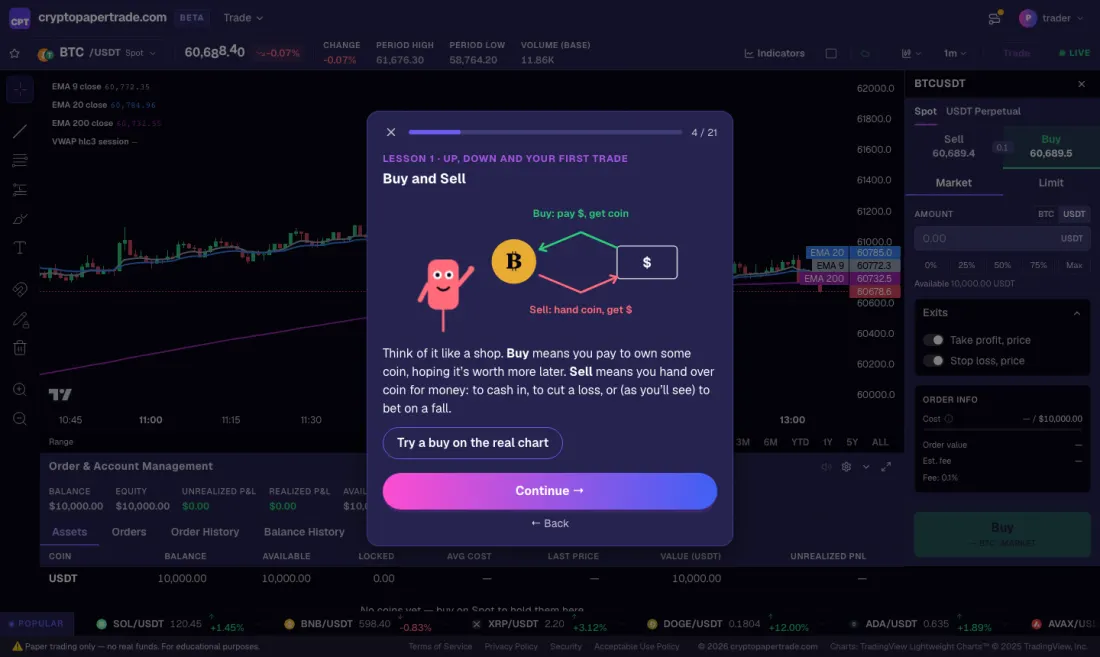 CPT cryptopapertrade.com BETA Trade
P trader
BTC /USDT Spot 60,688.40 -0.07%
CHANGE PERIOD HIGH PERIOD LOW VOLUME (BASE)
-0.07% 61,676.30 58,764.20 11.86K
Indicators 1m Trade LIVE
EMA 9 close 60,772.35
EMA 20 close 60,784.96
EMA 200 close 60,732.55
VWAP hlc3 session —
4 / 21
LESSON 1 · UP, DOWN AND YOUR FIRST TRADE
Buy and Sell
Buy: pay $, get coin
$
Sell: hand coin, get $
Think of it like a shop. Buy means you pay to own some
coin, hoping it's worth more later. Sell means you hand over
coin for money: to cash in, to cut a loss, or (as you'll see) to
bet on a fall.
Try a buy on the real chart
Continue →
← Back
62000.0
61800.0
61600.0
61400.0
61200.0
61000.0
EMA 20 60785.0
EMA 9 60772.3
EMA 200 60732.5
60678.6
60600.0
60400.0
60200.0
60000.0
10:45 11:00 11:15 11:30 13:00
Range 3M 6M YTD 1Y 5Y ALL
BTCUSDT
Spot USDT Perpetual
Sell Buy
60,689.4 0.1 60,689.5
Market Limit
AMOUNT BTC USDT
0.00 USDT
0% 25% 50% 75% Max
Available 10,000.00 USDT
Exits
Take profit, price
Stop loss, price
ORDER INFO
Cost — / $10,000.00
Order value —
Est. fee —
Fee: 0.1%
Buy
— BTC · MARKET
Order & Account Management
BALANCE EQUITY UNREALIZED P&L REALIZED P&L
$10,000.00 $10,000.00 $0.00 $0.00
Assets Orders Order History Balance History
COIN BALANCE AVAILABLE LOCKED AVG COST LAST PRICE VALUE (USDT) UNREALIZED PNL
USDT 10,000.00 10,000.00 0.00 — — 10,000.00 —
No coins yet — buy on Spot to hold them here
POPULAR SOL/USDT 120.45 ↑ +1.45% BNB/USDT 598.40 ↓ -0.83% XRP/USDT 2.20 ↑ +3.12% DOGE/USDT 0.1804 ↑ +12.00% ADA/USDT 0.635 ↑ +1.89% AVAX/US
Paper trading only — no real funds. For educational purposes. Terms of Service Privacy Policy Security Acceptable Use Policy © 2026 cryptopapertrade.com Charts: TradingView Lightweight Charts™ © 2025 TradingView, Inc.